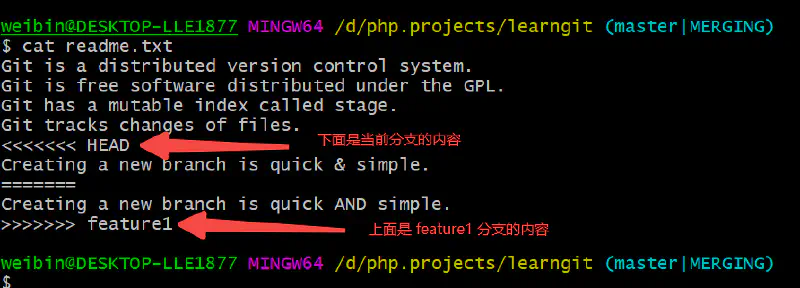 weibin@DESKTOP-LLE1877 MINGW64 /d/php.projects/learngit (master|MERGING)
$ cat readme.txt
Git is a distributed version control system.
Git is free software distributed under the GPL.
Git has a mutable index called stage.
Git tracks changes of files.
<<<<<<< HEAD 下面是当前分支的内容
Creating a new branch is quick & simple.
=======
Creating a new branch is quick AND simple.
>>>>>>> feature1 上面是 feature1 分支的内容
weibin@DESKTOP-LLE1877 MINGW64 /d/php.projects/learngit (master|MERGING)
$